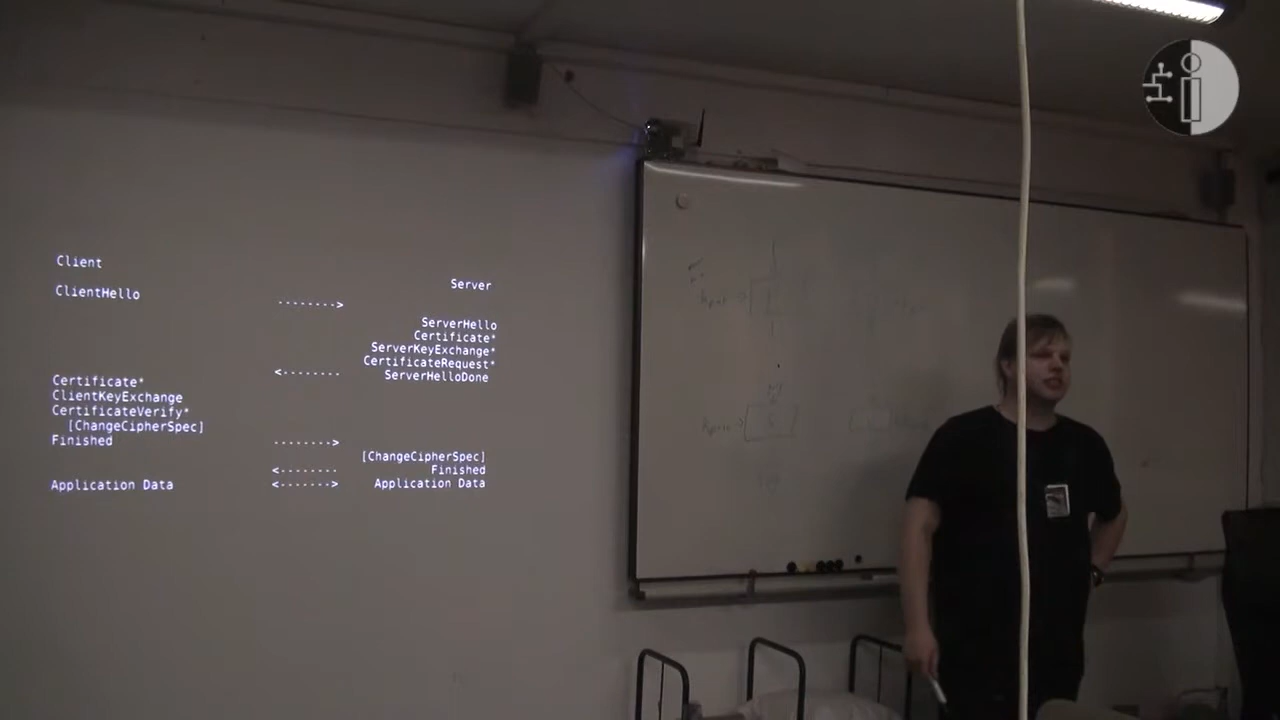 Client
Server
ClientHello -------->
ServerHello
Certificate*
ServerKeyExchange*
CertificateRequest*
<-------- ServerHelloDone
Certificate*
ClientKeyExchange
CertificateVerify*
[ChangeCipherSpec]
Finished -------->
[ChangeCipherSpec]
<-------- Finished
Application Data <-------> Application Data